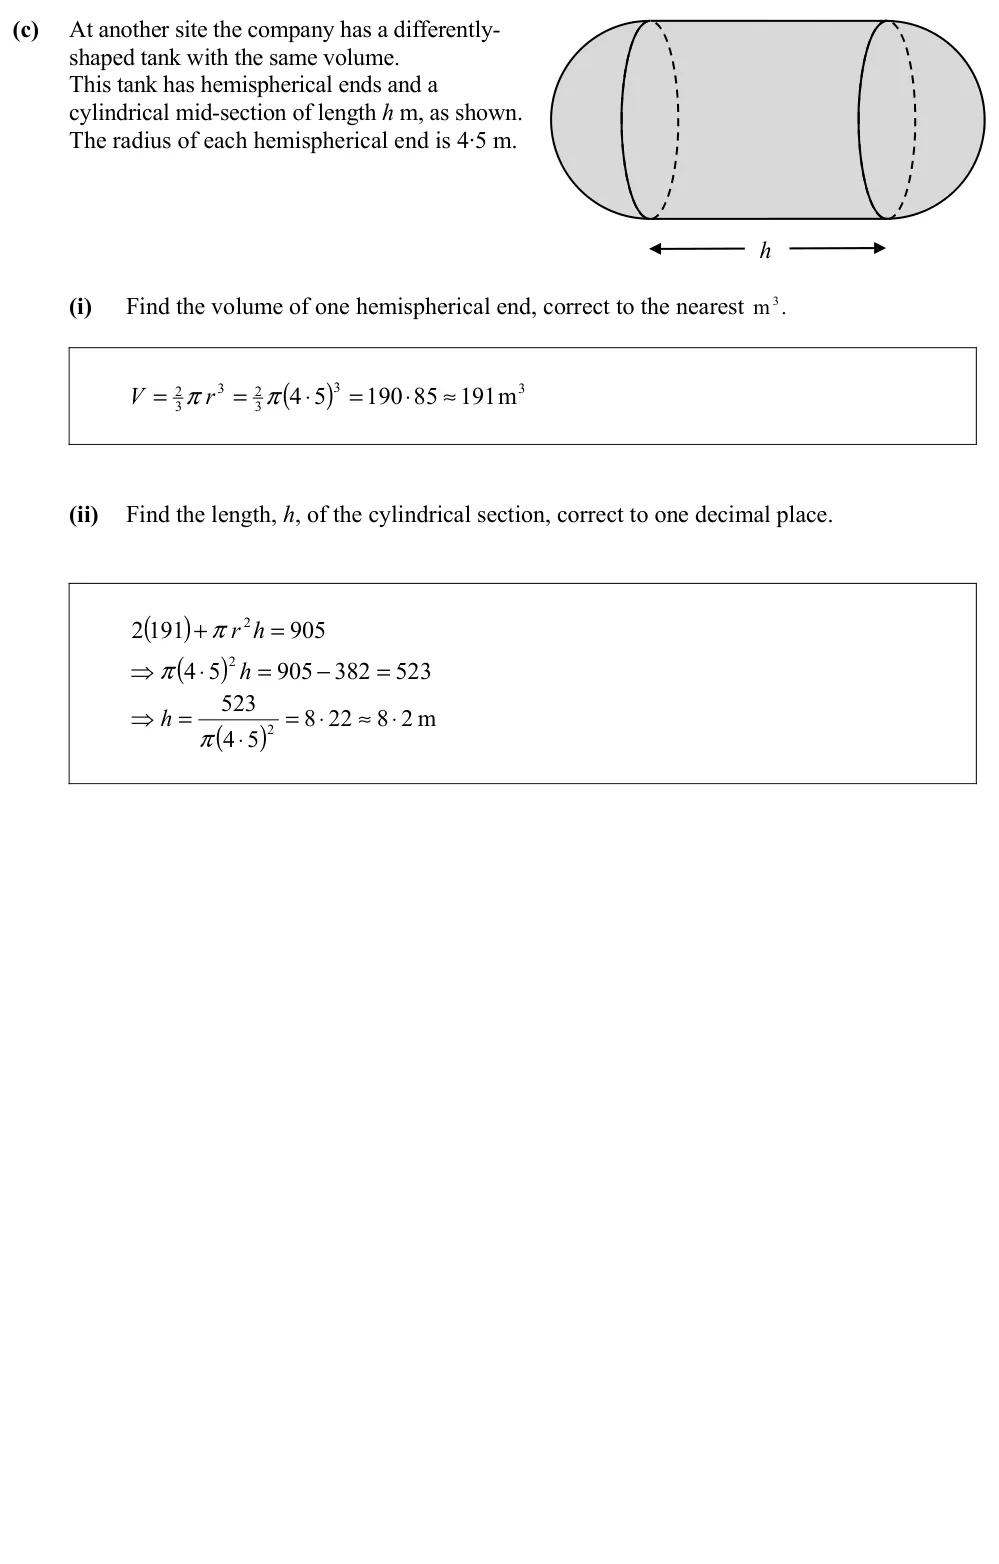 (c) At another site the company has a differently-
shaped tank with the same volume.
This tank has hemispherical ends and a
cylindrical mid-section of length h m, as shown.
The radius of each hemispherical end is 4·5 m.
h
(i) Find the volume of one hemispherical end, correct to the nearest m³.
V = ⅔π r³ = ⅔π(4·5)³ = 190·85 ≈ 191 m³
(ii) Find the length, h, of the cylindrical section, correct to one decimal place.
2(191) + π r²h = 905
⇒ π(4·5)² h = 905 − 382 = 523
⇒ h = 523 / π(4·5)² = 8·22 ≈ 8·2 m